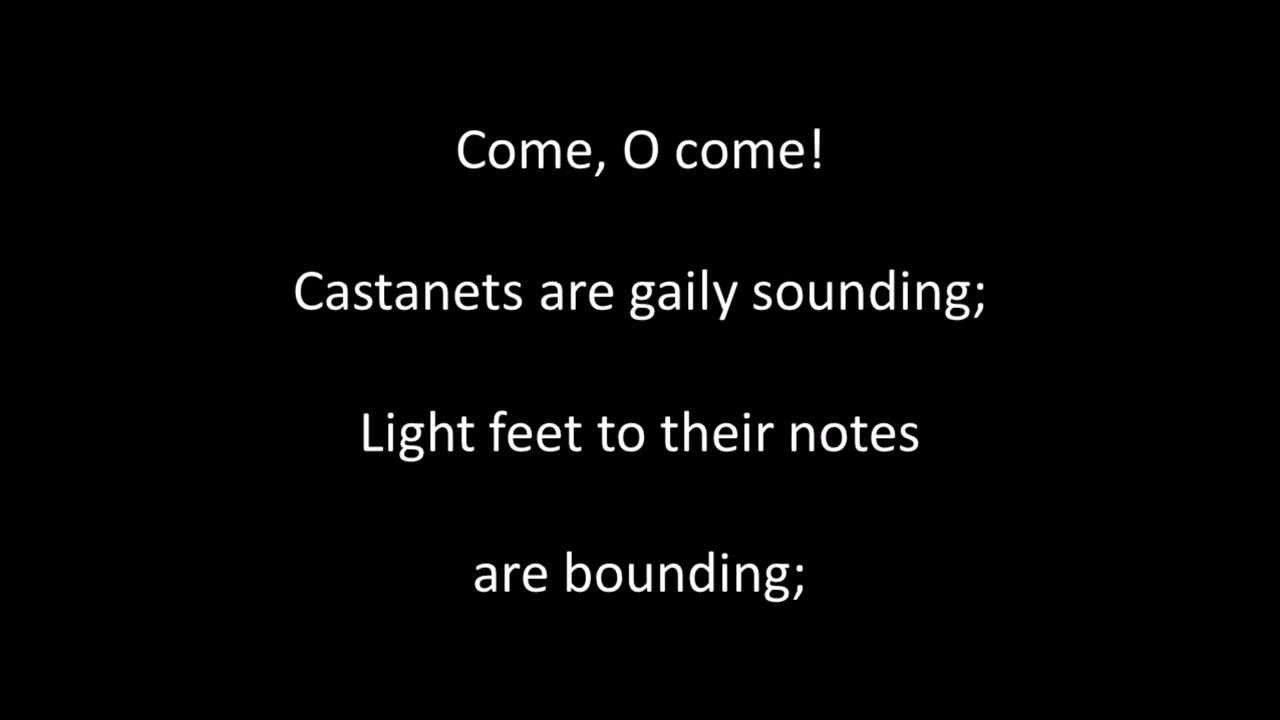 Come, O come!
Castanets are gaily sounding;
Light feet to their notes
are bounding;